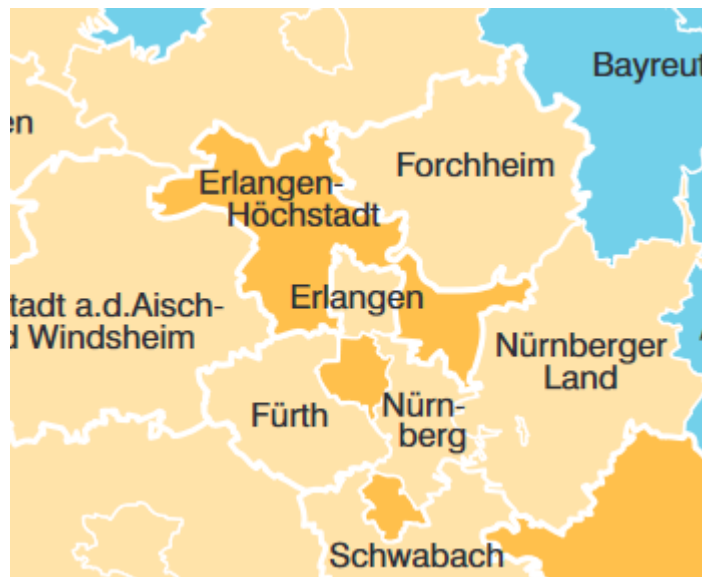 Bayreut
en
Forchheim
Erlangen-
Höchstadt
Erlangen
tadt a.d.Aisch-
d Windsheim
Nürnberger
Land
Fürth
Nürn-
berg
Schwabach